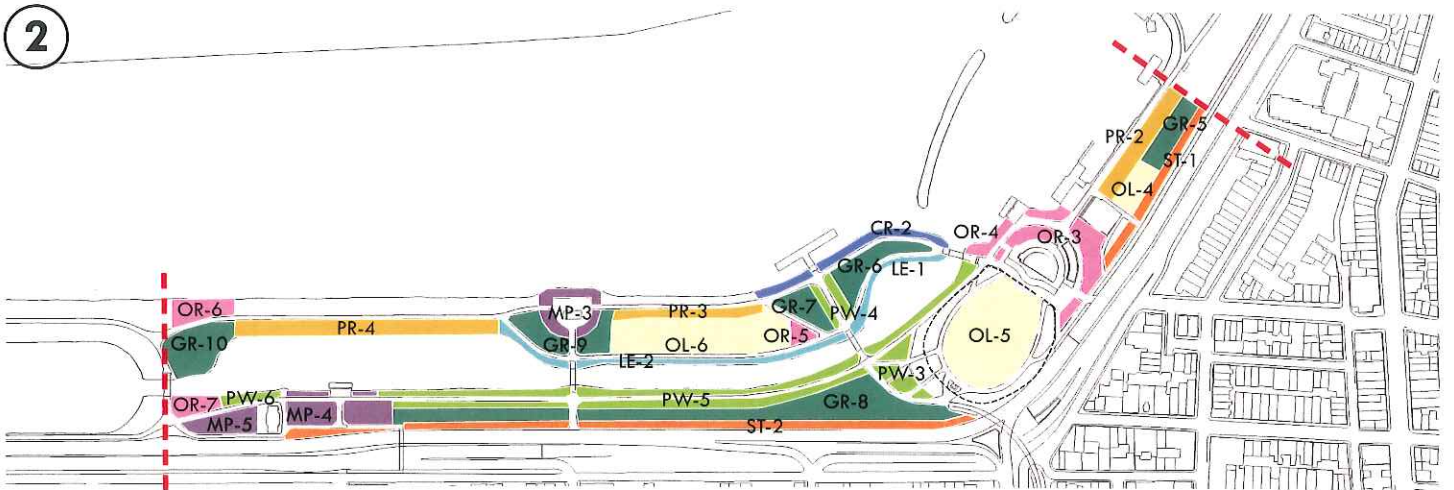 2
GR-5
PR-2
ST-1
OL-4
CR-2
OR-4
OR-3
GR-6
LE-1
OR-6
MP-3
GR-7
PR-3
PW-4
PR-4
OR-5
OL-5
GR-10
GR-9
OL-6
LE-2
PW-3
PW-6
OR-7
PW-5
GR-8
MP-4
MP-5
ST-2